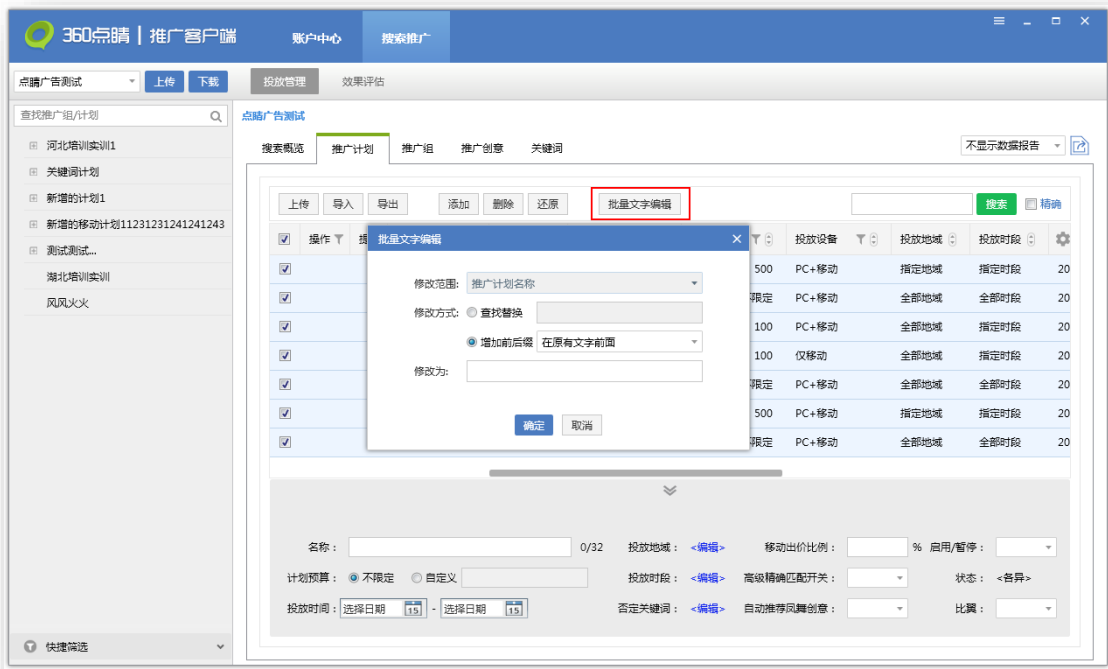 360点睛 | 推广客户端 账户中心 搜索推广
点睛广告测试 上传 下载 投放管理 效果评估
查找推广组/计划
河北培训实训1
关键词计划
新增的计划1
新增的移动计划11231231241241243
测试测试...
湖北培训实训
风风火火
快捷筛选
点睛广告测试
搜索概览 推广计划 推广组 推广创意 关键词 不显示数据报告
上传 导入 导出 添加 删除 还原 批量文字编辑 搜索 精确
操作 投放设备 投放地域 投放时段
500 PC+移动 指定地域 指定时段 20
限定 PC+移动 全部地域 全部时段 20
100 PC+移动 全部地域 指定时段 20
100 仅移动 全部地域 指定时段 20
限定 PC+移动 全部地域 全部时段 20
500 PC+移动 指定地域 指定时段 20
限定 PC+移动 全部地域 全部时段 20
批量文字编辑
修改范围: 推广计划名称
修改方式: 查找替换
增加前后缀 在原有文字前面
修改为:
确定 取消
名称： 0/32 投放地域： <编辑> 移动出价比例： % 启用/暂停：
计划预算： 不限定 自定义 投放时段： <编辑> 高级精确匹配开关： 状态： <各异>
投放时间： 选择日期 15 - 选择日期 15 否定关键词： <编辑> 自动推荐凤舞创意： 比翼：